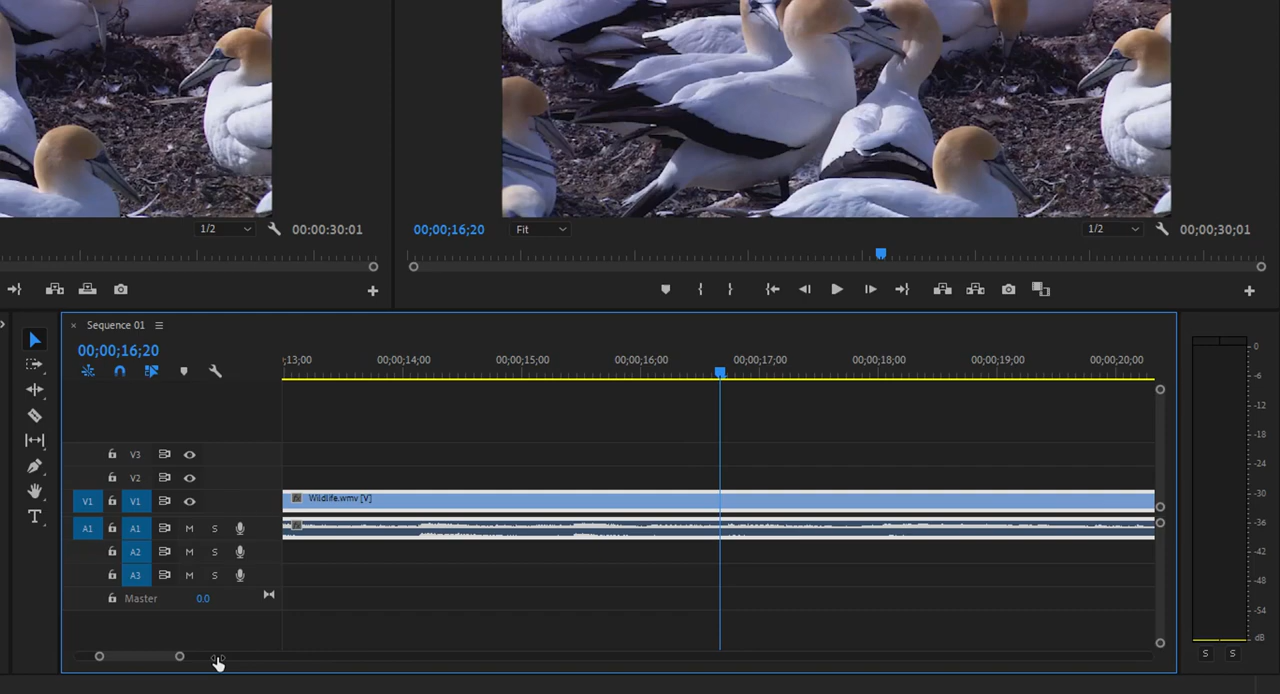 1/2 00:00:30:01 00;00;16;20 Fit 1/2 00;00;30;01
× Sequence 01
00;00;16;20
;13;00 00;00;14;00 00;00;15;00 00;00;16;00 00;00;17;00 00;00;18;00 00;00;19;00 00;00;20;00
V3
V2
V1 V1 fx Wildlife.wmv [V]
A1 A1 M S fx
A2 M S
A3 M S
Master 0.0
0
-6
-12
-18
-24
-30
-36
-42
-48
-54
dB
S S
T